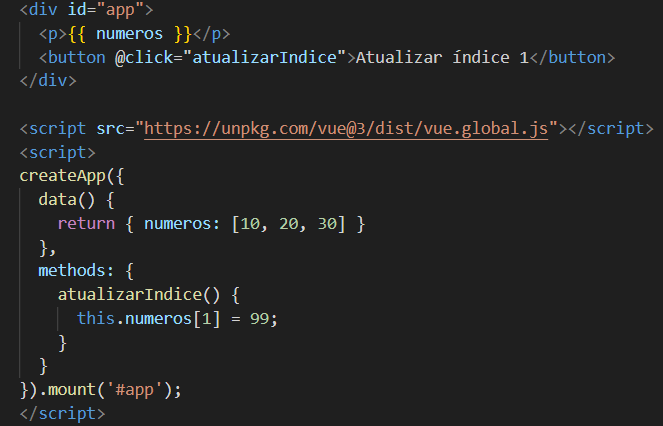 <div id="app">
  <p>{{ numeros }}</p>
  <button @click="atualizarIndice">Atualizar índice 1</button>
</div>

<script src="https://unpkg.com/vue@3/dist/vue.global.js"></script>
<script>
createApp({
  data() {
    return { numeros: [10, 20, 30] }
  },
  methods: {
    atualizarIndice() {
      this.numeros[1] = 99;
    }
  }
}).mount('#app');
</script>